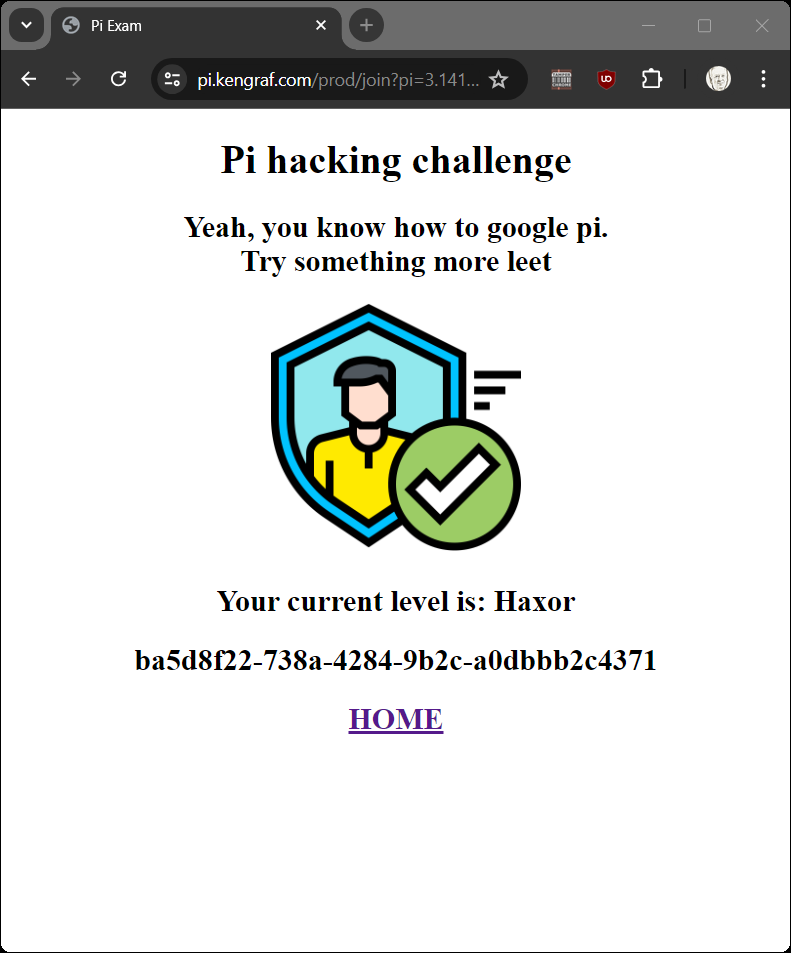 Pi Exam
pi.kengraf.com/prod/join?pi=3.141...
Pi hacking challenge
Yeah, you know how to google pi.
Try something more leet
Your current level is: Haxor
ba5d8f22-738a-4284-9b2c-a0dbbb2c4371
HOME